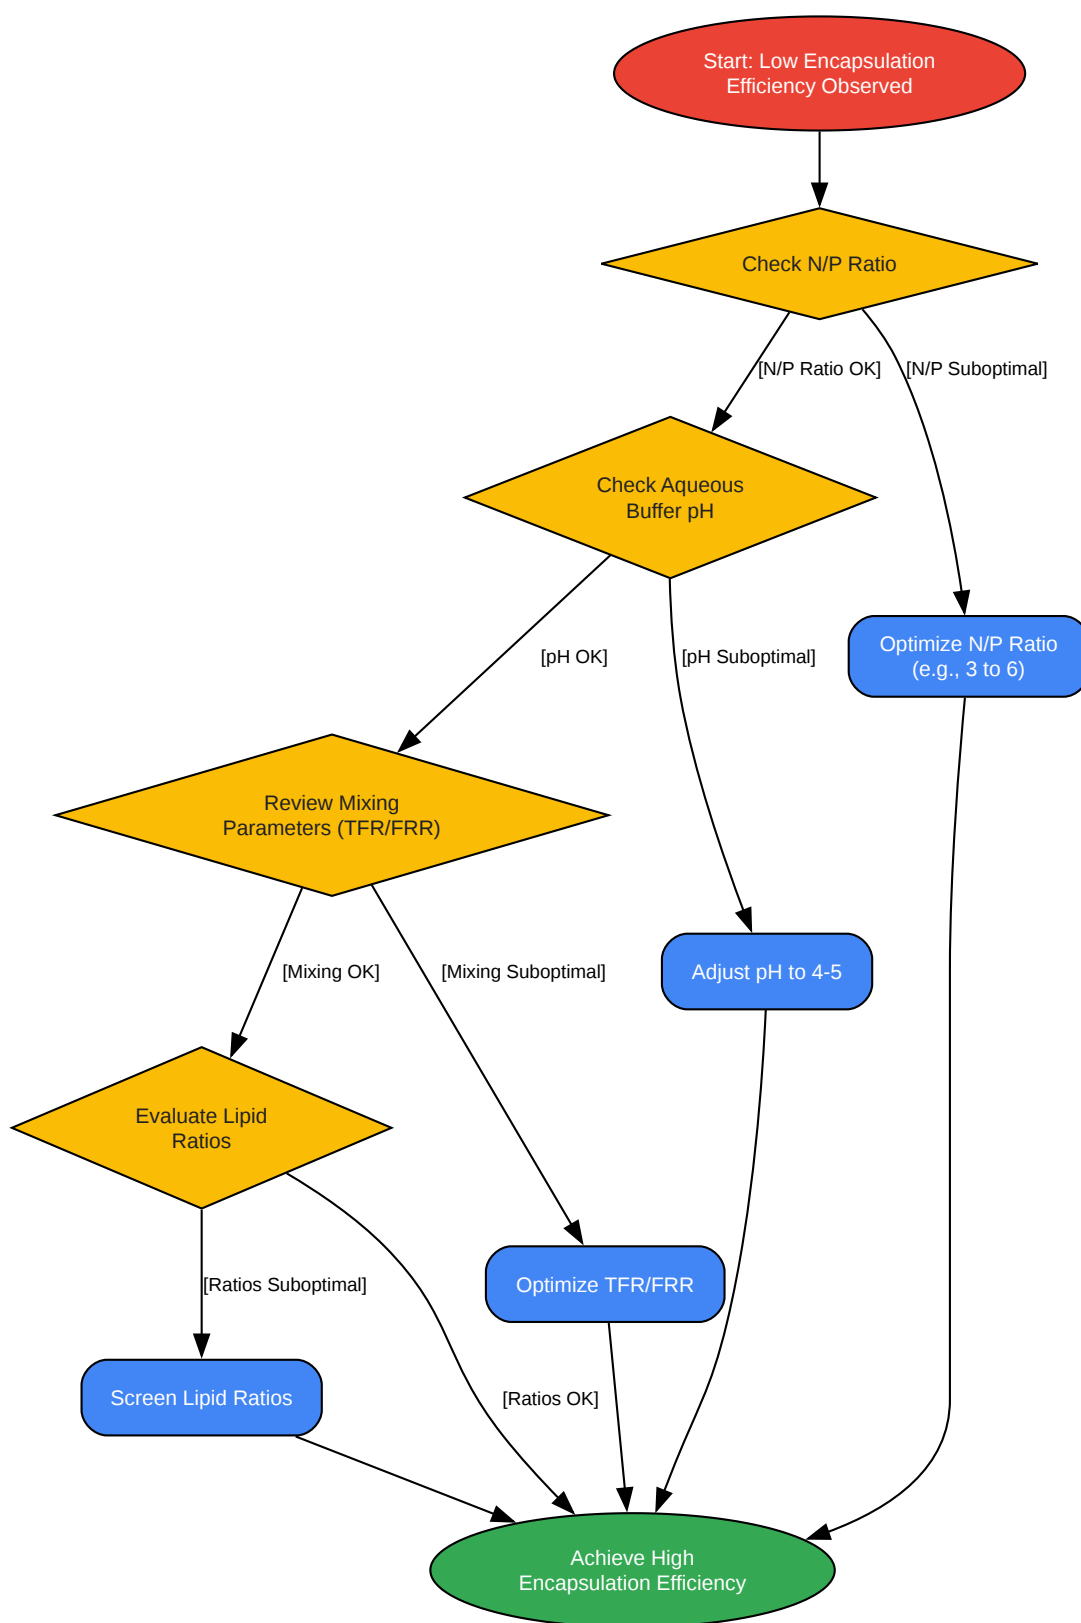 Start: Low Encapsulation
Efficiency Observed
Check N/P Ratio
[N/P Ratio OK]
[N/P Suboptimal]
Check Aqueous
Buffer pH
Optimize N/P Ratio
(e.g., 3 to 6)
[pH OK]
[pH Suboptimal]
Review Mixing
Parameters (TFR/FRR)
[Mixing OK]
[Mixing Suboptimal]
Adjust pH to 4-5
Evaluate Lipid
Ratios
[Ratios Suboptimal]
Optimize TFR/FRR
Screen Lipid Ratios
[Ratios OK]
Achieve High
Encapsulation Efficiency